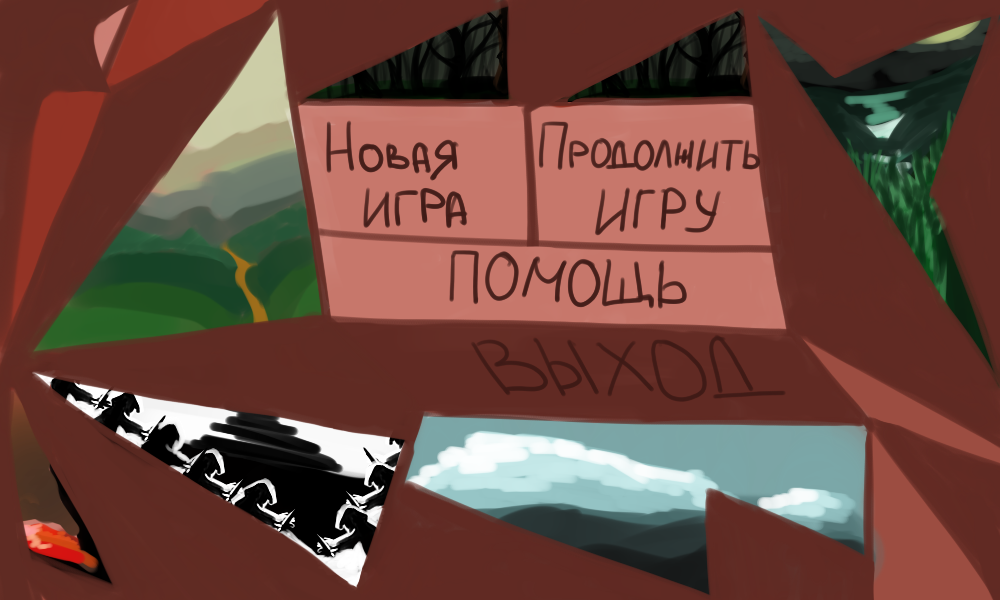 Новая
игра
Продолжить
игру
Помощь
Выход